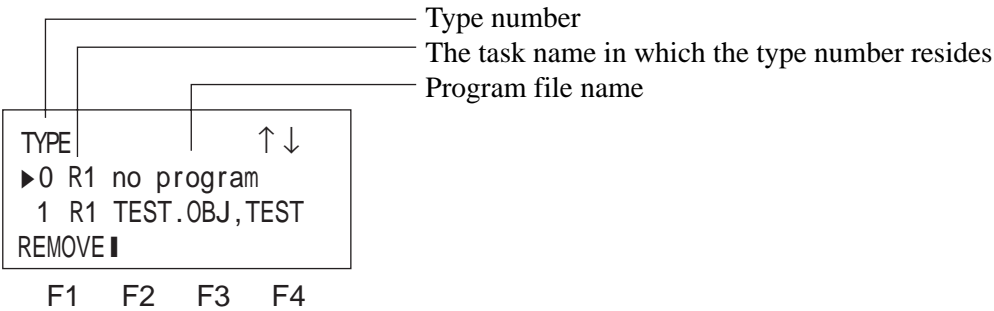 Type number
The task name in which the type number resides
Program file name
TYPE ↑↓
▶0 R1 no program
1 R1 TEST.OBJ,TEST
REMOVE▮
F1 F2 F3 F4